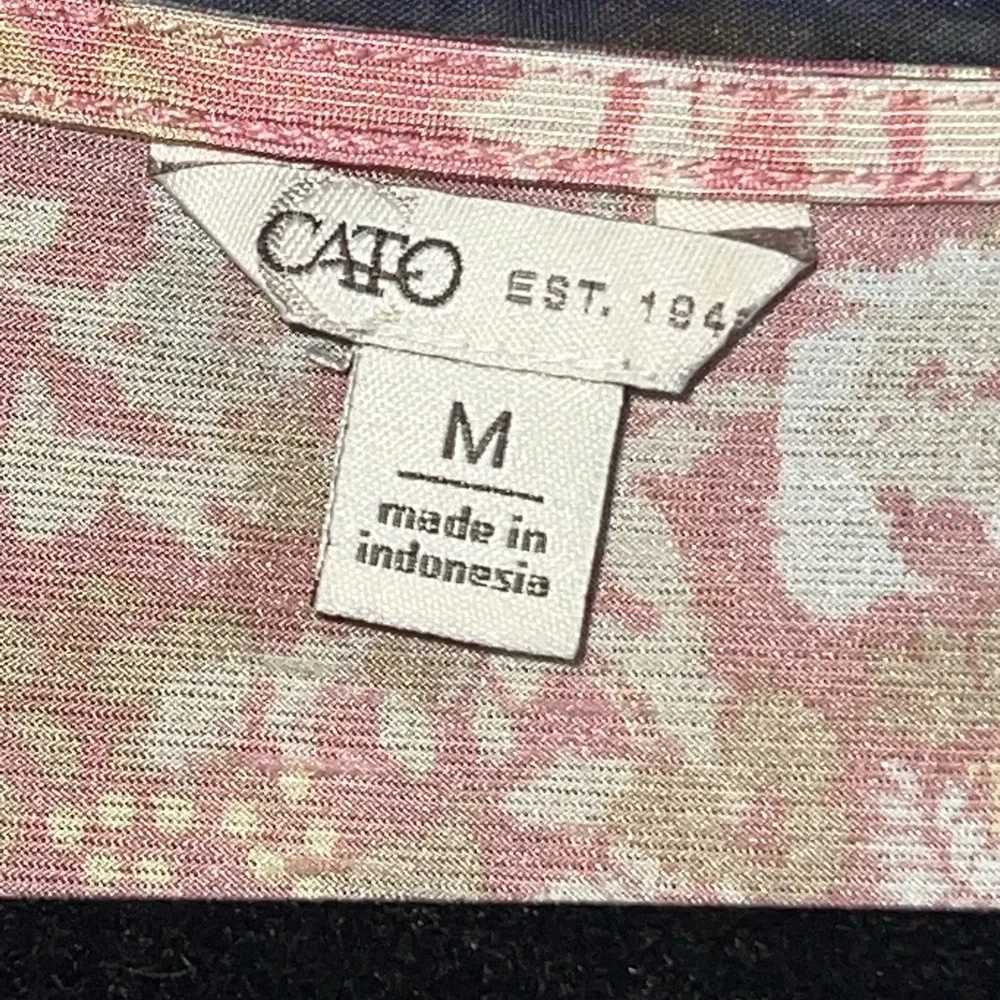 CATO EST. 194
M
made in
indonesia